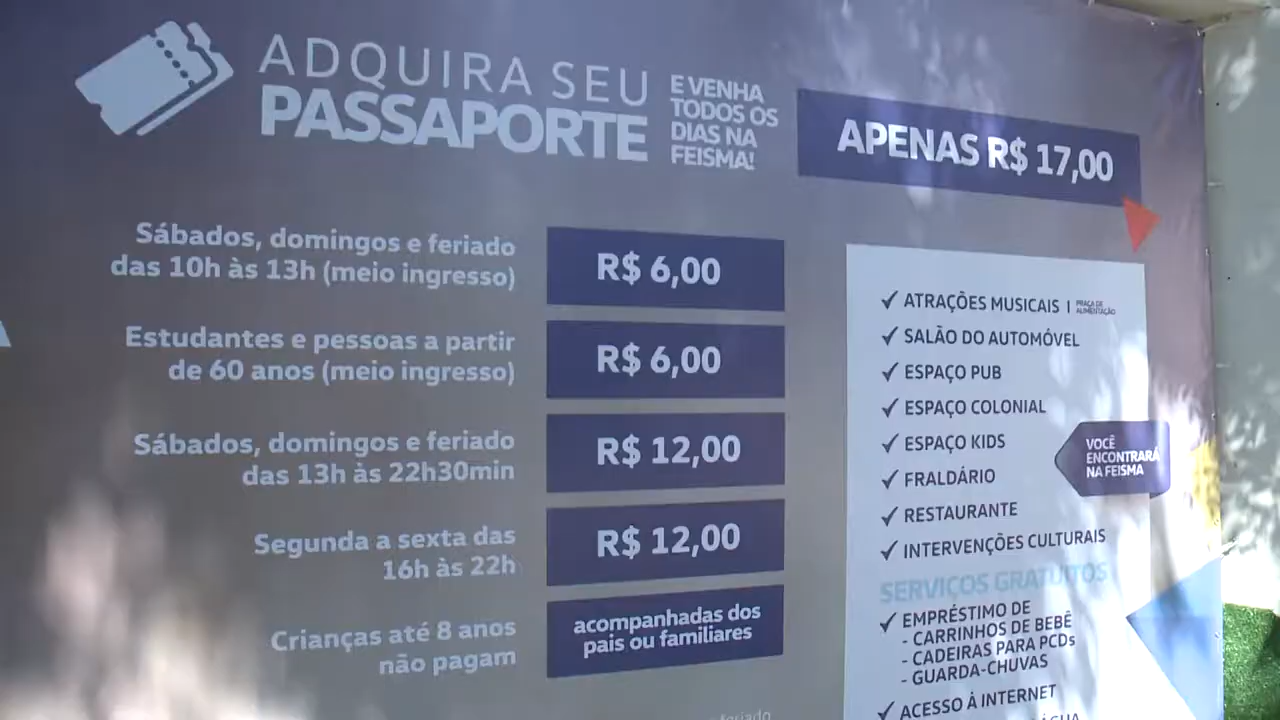 ADQUIRA SEU
PASSAPORTE
E VENHA
TODOS OS
DIAS NA
FEISMA!
APENAS R$ 17,00
Sábados, domingos e feriado
das 10h às 13h (meio ingresso)
R$ 6,00
Estudantes e pessoas a partir
de 60 anos (meio ingresso)
R$ 6,00
Sábados, domingos e feriado
das 13h às 22h30min
R$ 12,00
Segunda a sexta das
16h às 22h
R$ 12,00
Crianças até 8 anos
não pagam
acompanhadas dos
pais ou familiares
✓ ATRAÇÕES MUSICAIS | PRAÇA DE
ALIMENTAÇÃO
✓ SALÃO DO AUTOMÓVEL
✓ ESPAÇO PUB
✓ ESPAÇO COLONIAL
✓ ESPAÇO KIDS
✓ FRALDÁRIO
✓ RESTAURANTE
✓ INTERVENÇÕES CULTURAIS
VOCÊ
ENCONTRARÁ
NA FEISMA
SERVIÇOS GRATUITOS
✓ EMPRÉSTIMO DE
- CARRINHOS DE BEBÊ
- CADEIRAS PARA PCDs
- GUARDA-CHUVAS
✓ ACESSO À INTERNET